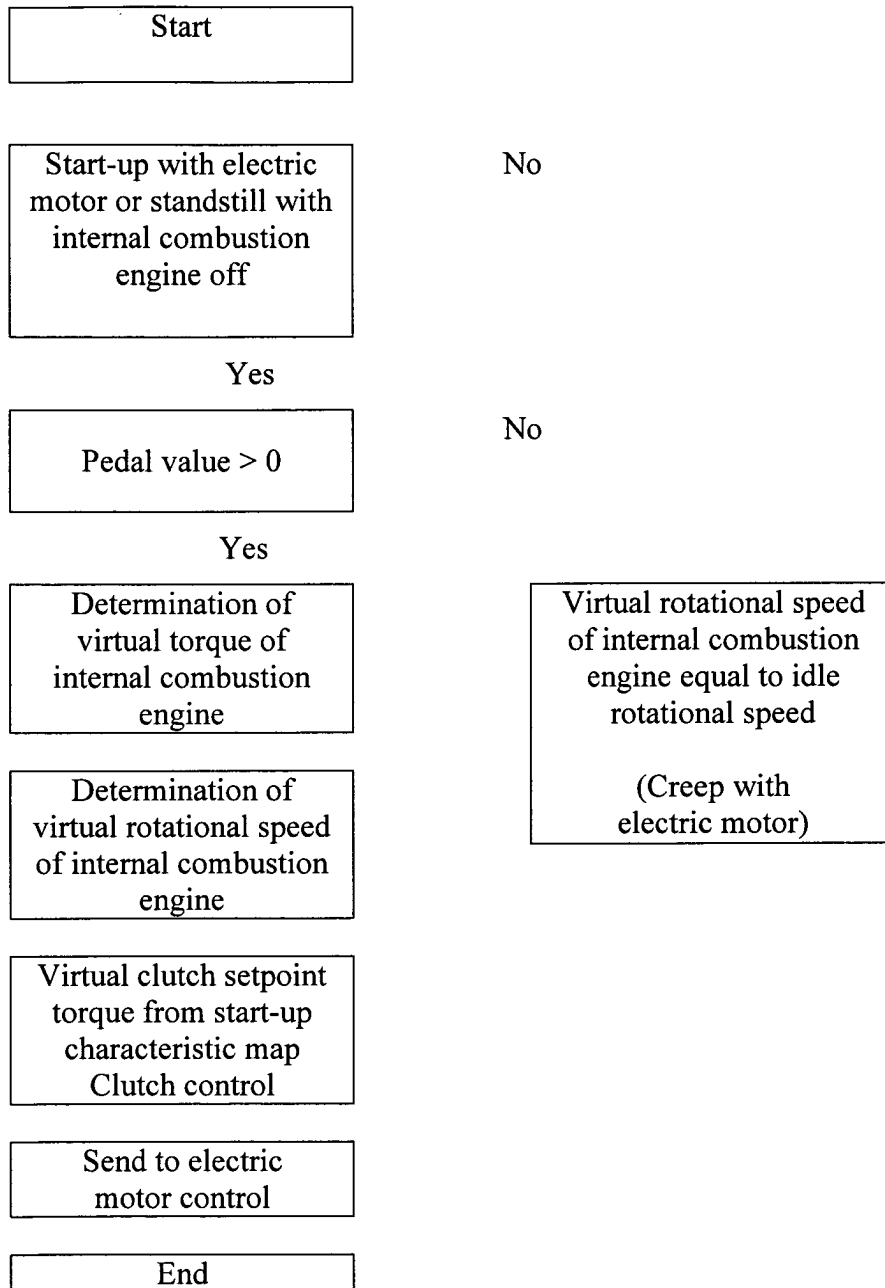 Start
Start-up with electric
motor or standstill with
internal combustion
engine off
No
Yes
Pedal value > 0
No
Yes
Determination of
virtual torque of
internal combustion
engine
Virtual rotational speed
of internal combustion
engine equal to idle
rotational speed
(Creep with
electric motor)
Determination of
virtual rotational speed
of internal combustion
engine
Virtual clutch setpoint
torque from start-up
characteristic map
Clutch control
Send to electric
motor control
End